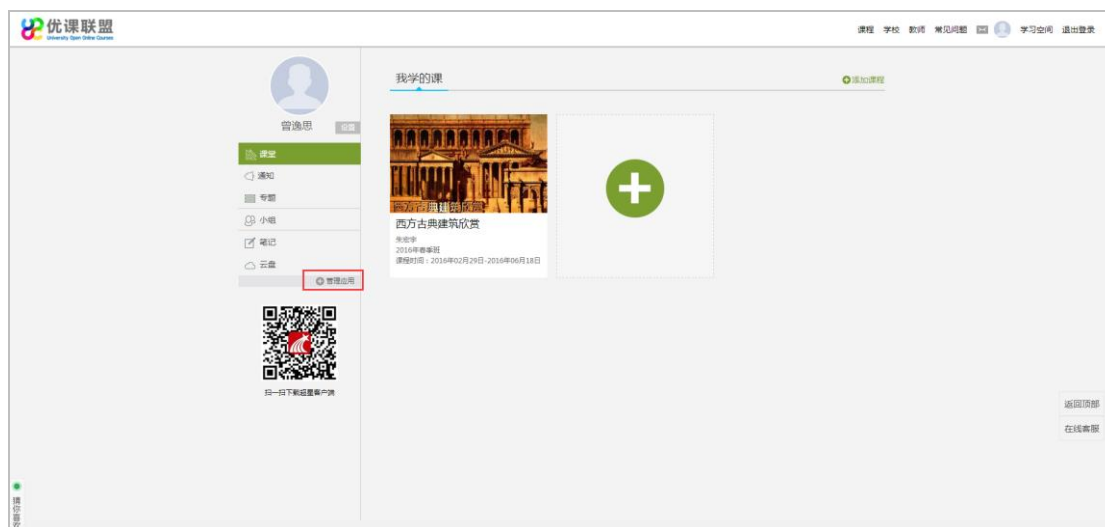 优课联盟
University Open Online Courses
课程 学校 教师 常见问题 学习空间 退出登录
我学的课
添加课程
曾逸思
设置
课堂
通知
专题
小组
笔记
云盘
管理应用
西方古典建筑欣赏
西方古典建筑欣赏
朱宏宇
2016年春季班
课程时间：2016年02月29日-2016年06月18日
扫一扫下载超星客户端
返回顶部
在线客服
猜你喜欢